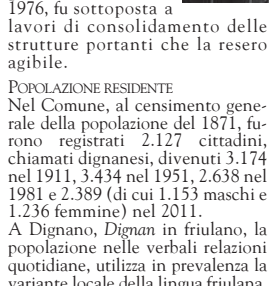 1976, fu sottoposta a
lavori di consolidamento delle
strutture portanti che la resero
agibile.
POPOLAZIONE RESIDENTE
Nel Comune, al censimento gene-
rale della popolazione del 1871, fu-
rono registrati 2.127 cittadini,
chiamati dignanesi, divenuti 3.174
nel 1911, 3.434 nel 1951, 2.638 nel
1981 e 2.389 (di cui 1.153 maschi e
1.236 femmine) nel 2011.
A Dignano, Dignan in friulano, la
popolazione nelle verbali relazioni
quotidiane, utilizza in prevalenza la
variante locale della lingua friulana,